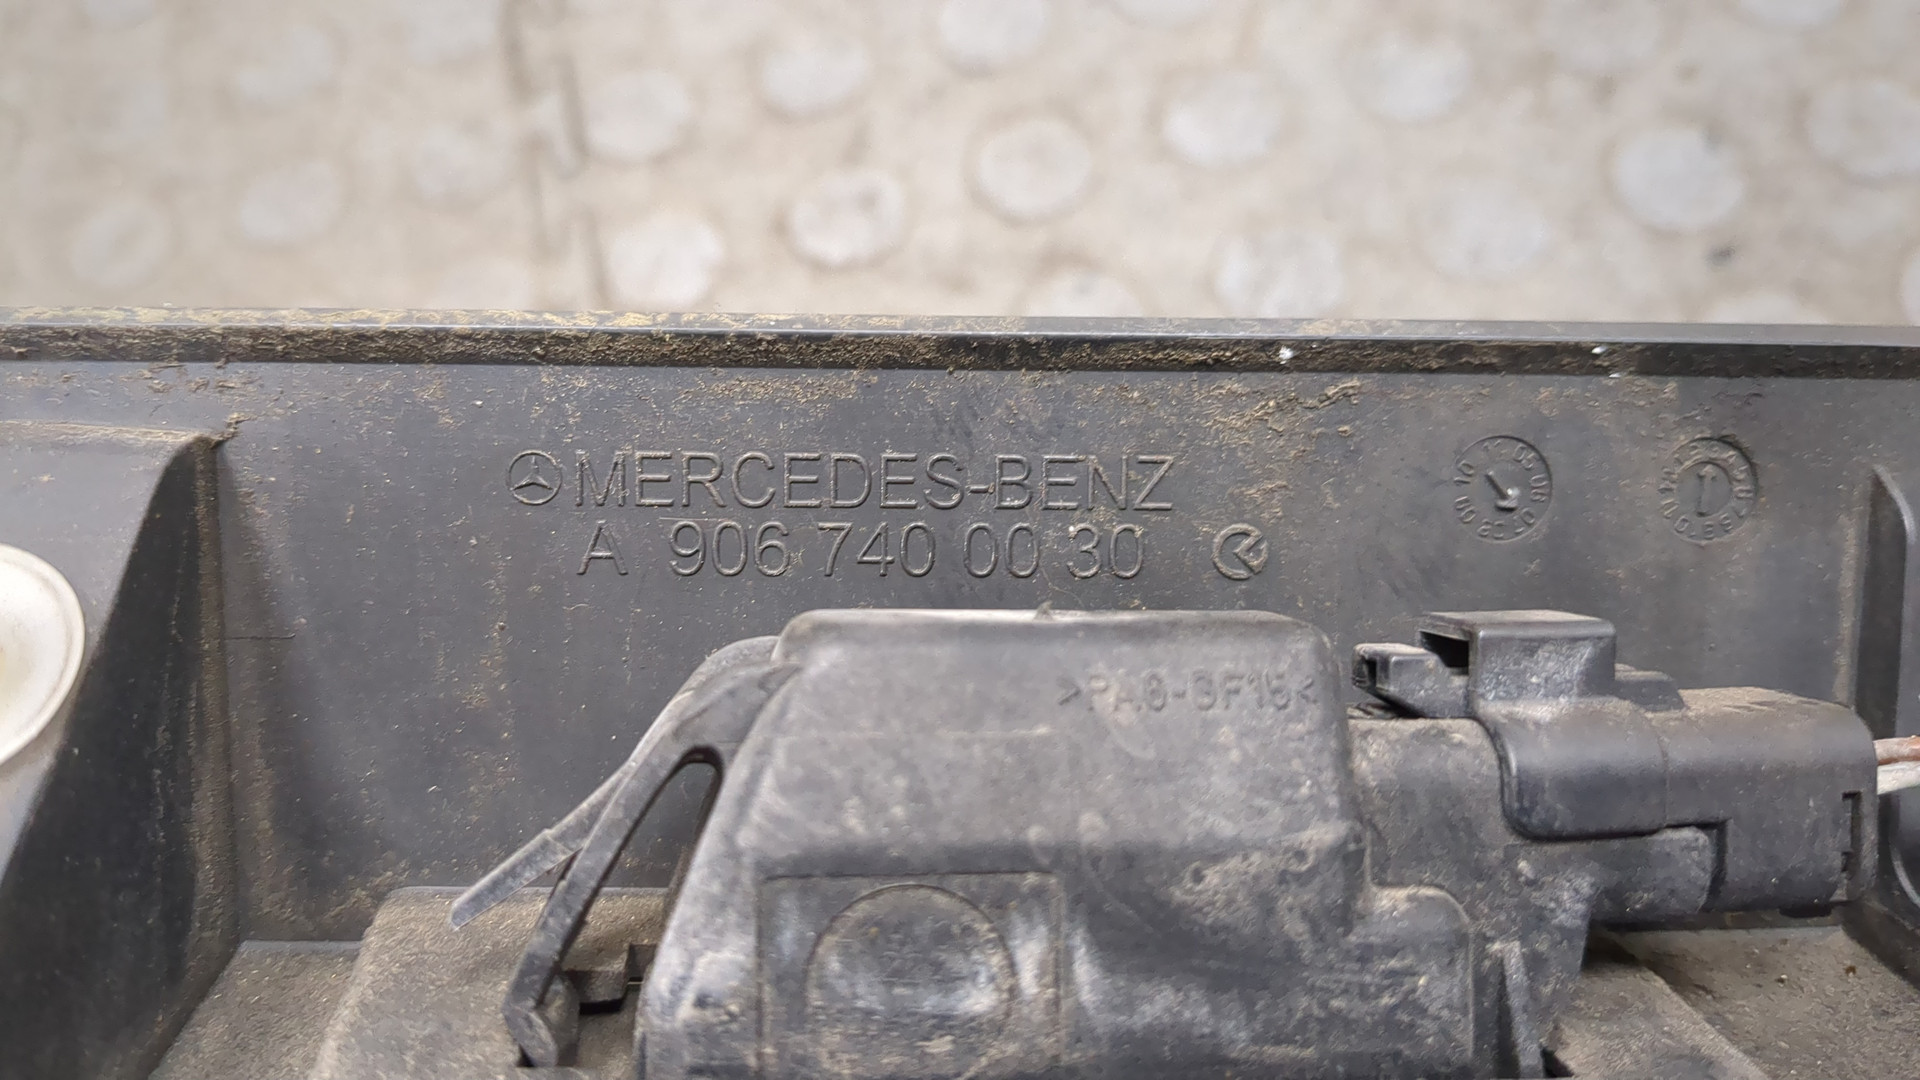 MERCEDES-BENZ
A 906 740 00 30
>PA6-GF15<